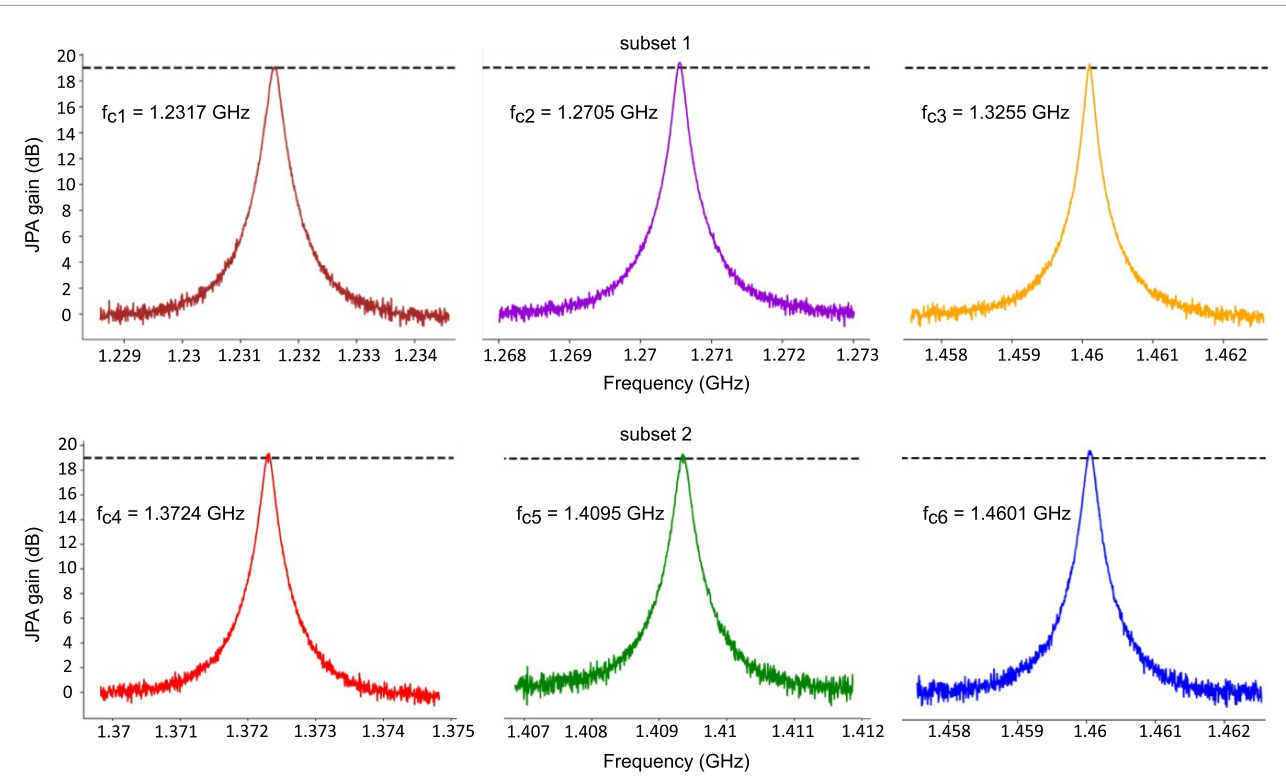 subset 1
20
18
16
14
12
10
8
6
4
2
0
JPA gain (dB)
fc1 = 1.2317 GHz
fc2 = 1.2705 GHz
fc3 = 1.3255 GHz
1.229 1.23 1.231 1.232 1.233 1.234
1.268 1.269 1.27 1.271 1.272 1.273
1.458 1.459 1.46 1.461 1.462
Frequency (GHz)
subset 2
20
18
16
14
12
10
8
6
4
2
0
JPA gain (dB)
fc4 = 1.3724 GHz
fc5 = 1.4095 GHz
fc6 = 1.4601 GHz
1.37 1.371 1.372 1.373 1.374 1.375
1.407 1.408 1.409 1.41 1.411 1.412
1.458 1.459 1.46 1.461 1.462
Frequency (GHz)